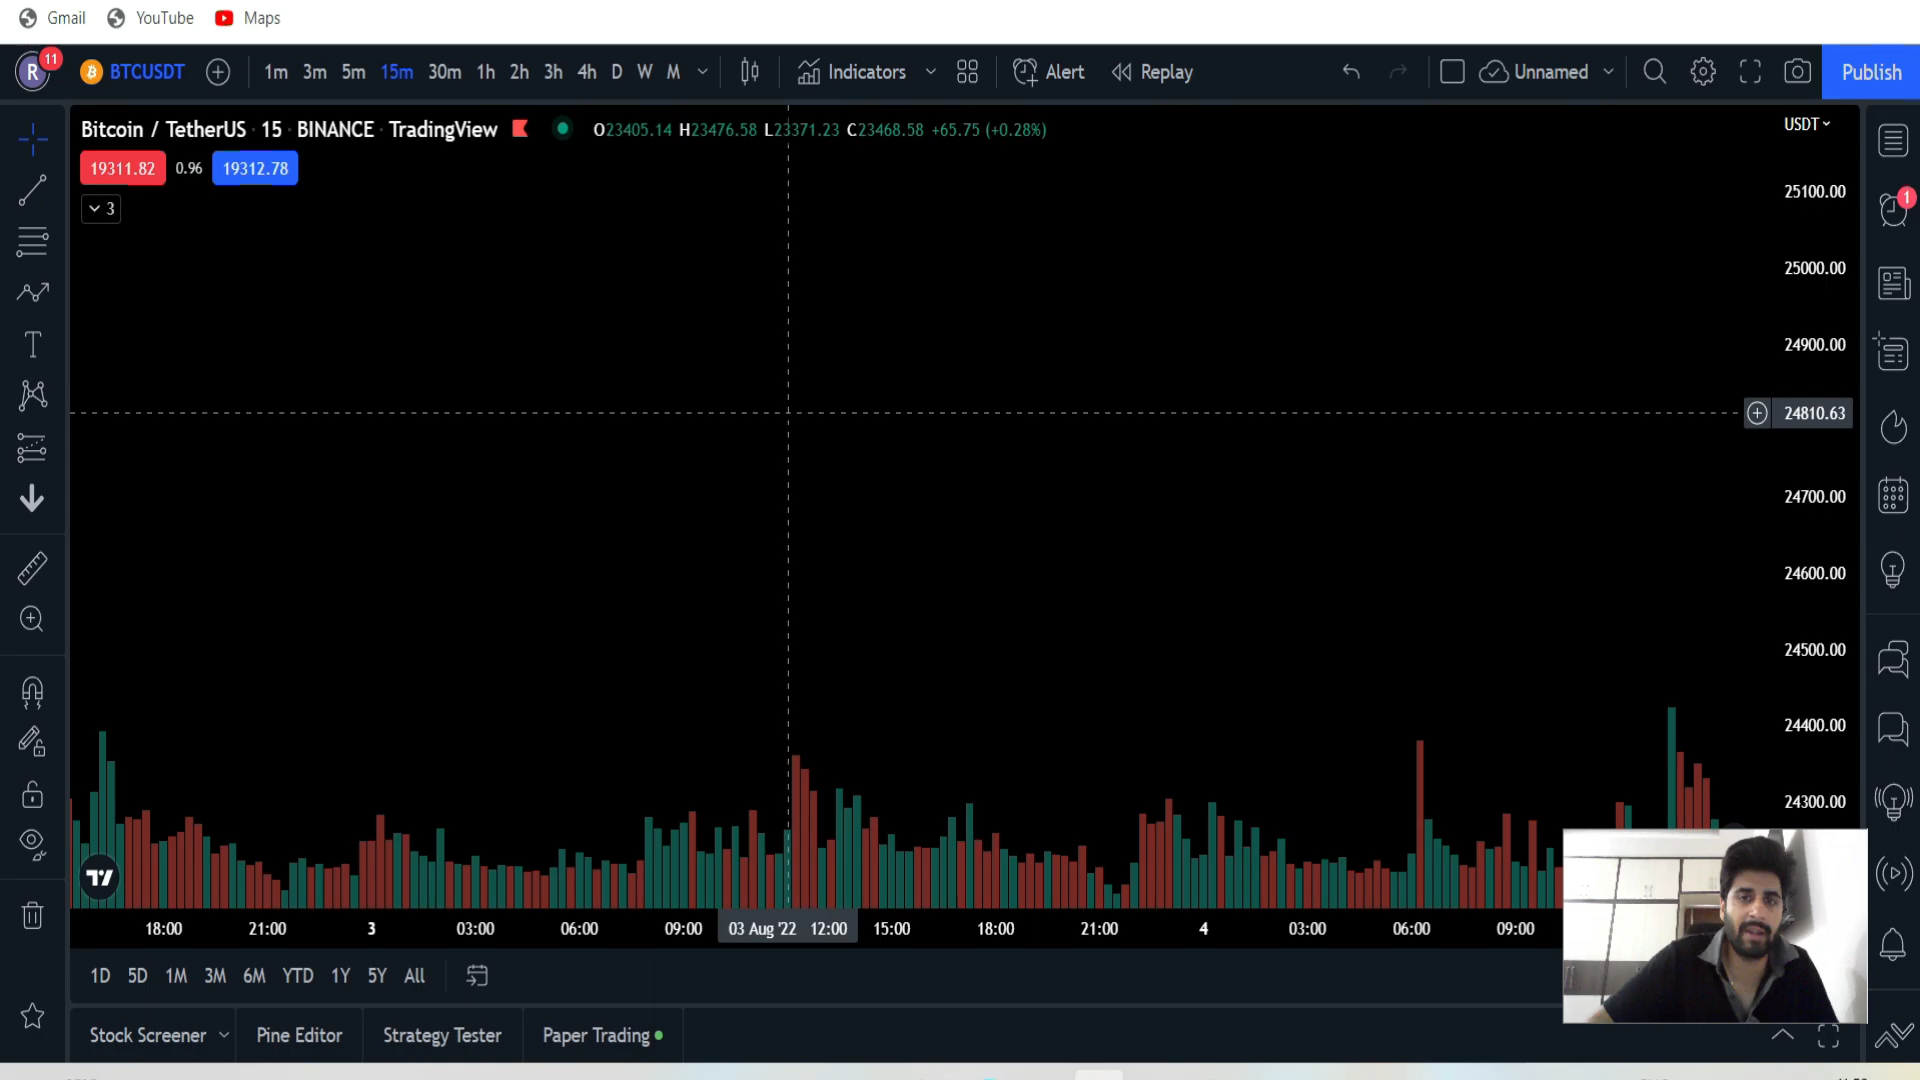 Gmail YouTube Maps
R 11 BTCUSDT 1m 3m 5m 15m 30m 1h 2h 3h 4h D W M Indicators Alert Replay Unnamed Publish
Bitcoin / TetherUS · 15 · BINANCE · TradingView O23405.14 H23476.58 L23371.23 C23468.58 +65.75 (+0.28%) USDT
19311.82 0.96 19312.78
3
25100.00
1
25000.00
24900.00
24810.63
24700.00
24600.00
24500.00
24400.00
24300.00
18:00 21:00 3 03:00 06:00 09:00 03 Aug '22 12:00 15:00 18:00 21:00 4 03:00 06:00 09:00
1D 5D 1M 3M 6M YTD 1Y 5Y All
Stock Screener Pine Editor Strategy Tester Paper Trading